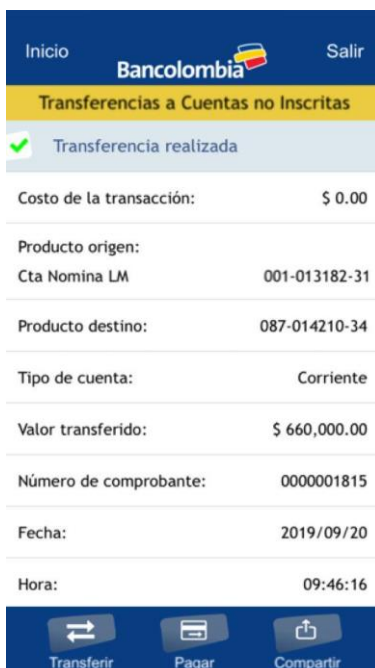 Inicio
Bancolombia
Salir
Transferencias a Cuentas no Inscritas
Transferencia realizada
Costo de la transacción: $ 0.00
Producto origen:
Cta Nomina LM 001-013182-31
Producto destino: 087-014210-34
Tipo de cuenta: Corriente
Valor transferido: $ 660,000.00
Número de comprobante: 0000001815
Fecha: 2019/09/20
Hora: 09:46:16
Transferir Pagar Compartir